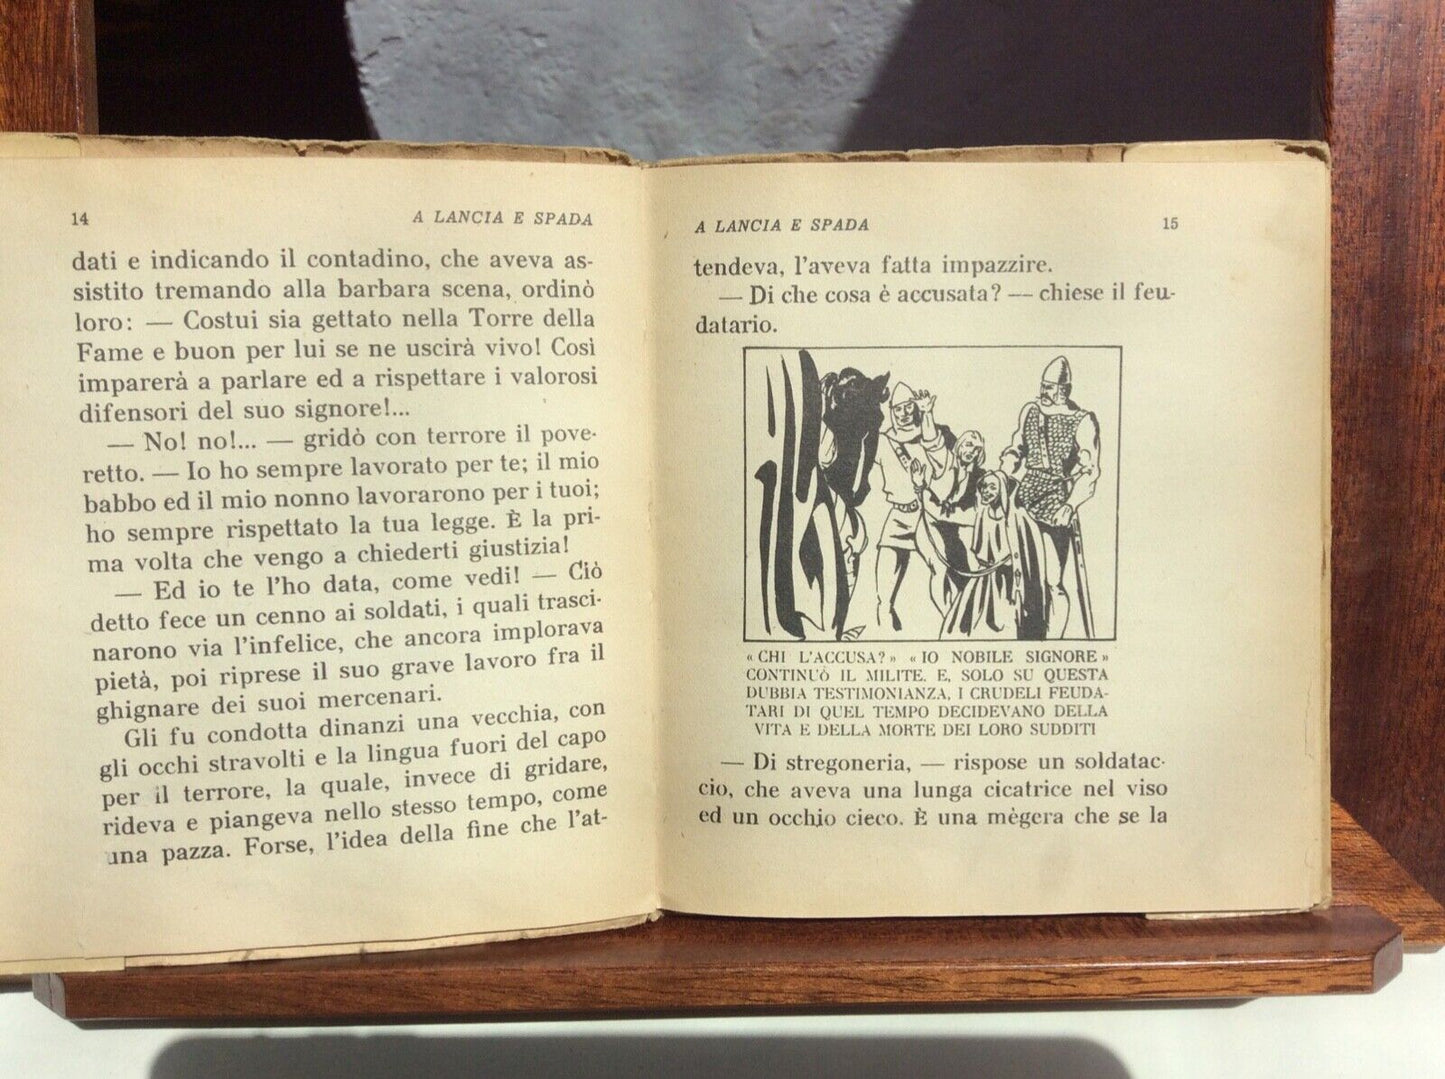 14
A LANCIA E SPADA
dati e indicando il contadino, che aveva as-
sistito tremando alla barbara scena, ordinò
loro: — Costui sia gettato nella Torre della
Fame e buon per lui se ne uscirà vivo! Così
imparerà a parlare ed a rispettare i valorosi
difensori del suo signore!...
— No! no!... — gridò con terrore il pove-
retto. — Io ho sempre lavorato per te; il mio
babbo ed il mio nonno lavorarono per i tuoi;
ho sempre rispettato la tua legge. È la pri-
ma volta che vengo a chiederti giustizia!
— Ed io te l'ho data, come vedi! — Ciò
detto fece un cenno ai soldati, i quali trasci-
narono via l'infelice, che ancora implorava
pietà, poi riprese il suo grave lavoro fra il
ghignare dei suoi mercenari.
Gli fu condotta dinanzi una vecchia, con
gli occhi stravolti e la lingua fuori del capo
per il terrore, la quale, invece di gridare,
rideva e piangeva nello stesso tempo, come
una pazza. Forse, l'idea della fine che l'at-
A LANCIA E SPADA
15
tendeva, l'aveva fatta impazzire.
— Di che cosa è accusata? — chiese il feu-
datario.
« CHI L'ACCUSA? » « IO NOBILE SIGNORE »
CONTINUÒ IL MILITE. E, SOLO SU QUESTA
DUBBIA TESTIMONIANZA, I CRUDELI FEUDA-
TARI DI QUEL TEMPO DECIDEVANO DELLA
VITA E DELLA MORTE DEI LORO SUDDITI
— Di stregoneria, — rispose un soldatac-
cio, che aveva una lunga cicatrice nel viso
ed un occhio cieco. È una mègera che se la